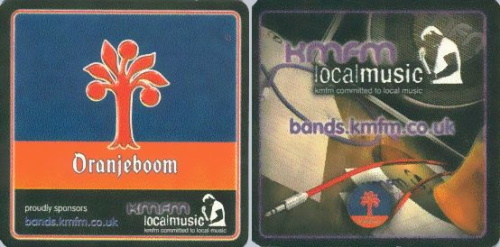 Oranjeboom
proudly sponsors
bands.kmfm.co.uk
kmfm
localmusic
kmfm committed to local music
kmfm
localmusic
kmfm committed to local music
bands.kmfm.co.uk